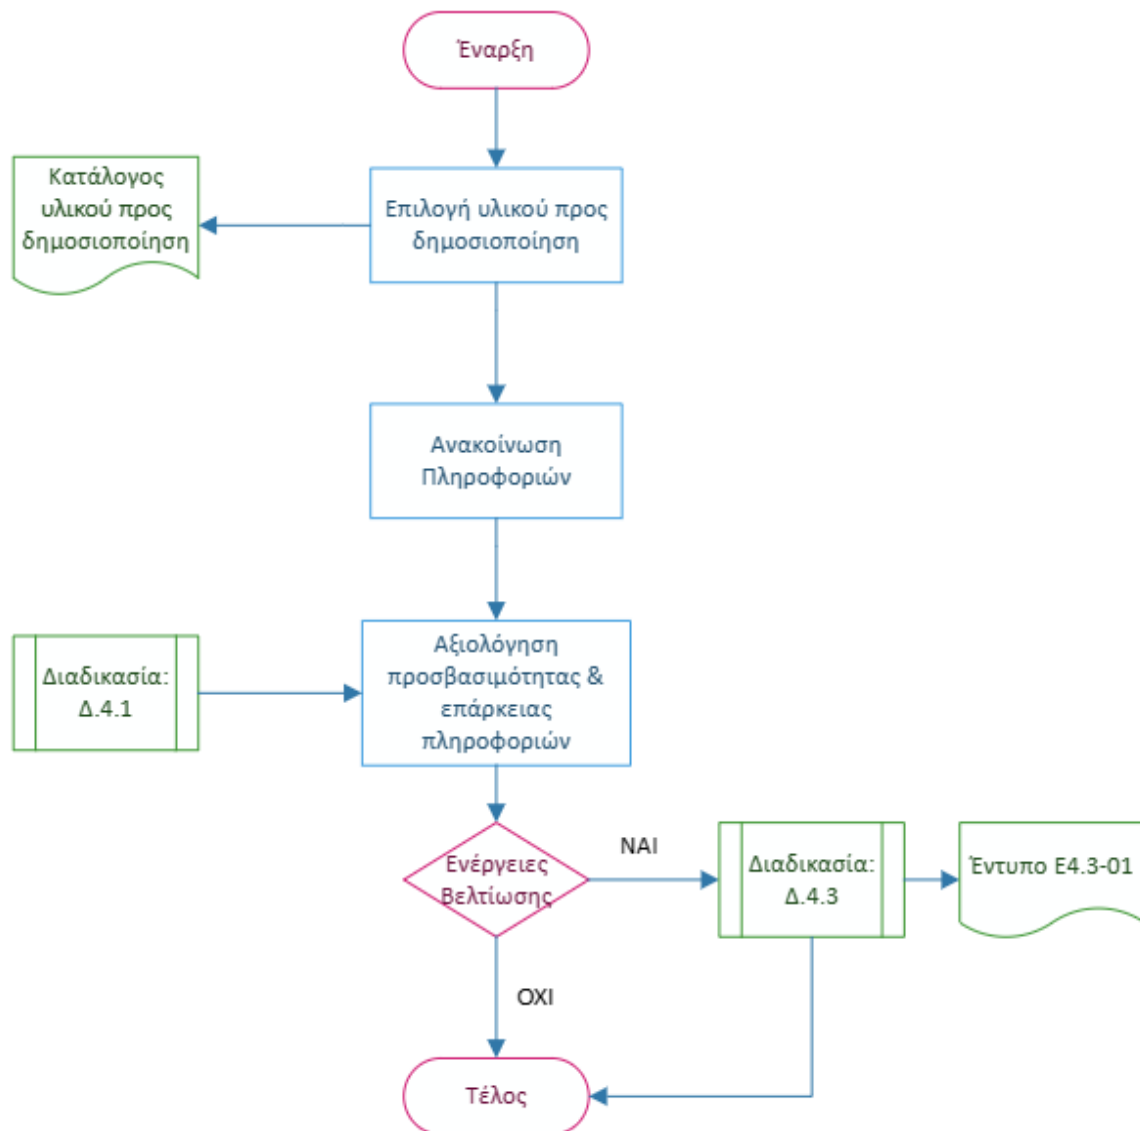 Έναρξη
Κατάλογος
υλικού προς
δημοσιοποίηση
Επιλογή υλικού προς
δημοσιοποίηση
Ανακοίνωση
Πληροφοριών
Διαδικασία:
Δ.4.1
Αξιολόγηση
προσβασιμότητας &
επάρκειας
πληροφοριών
Ενέργειες
Βελτίωσης
ΝΑΙ
Διαδικασία:
Δ.4.3
Έντυπο Ε4.3-01
ΟΧΙ
Τέλος